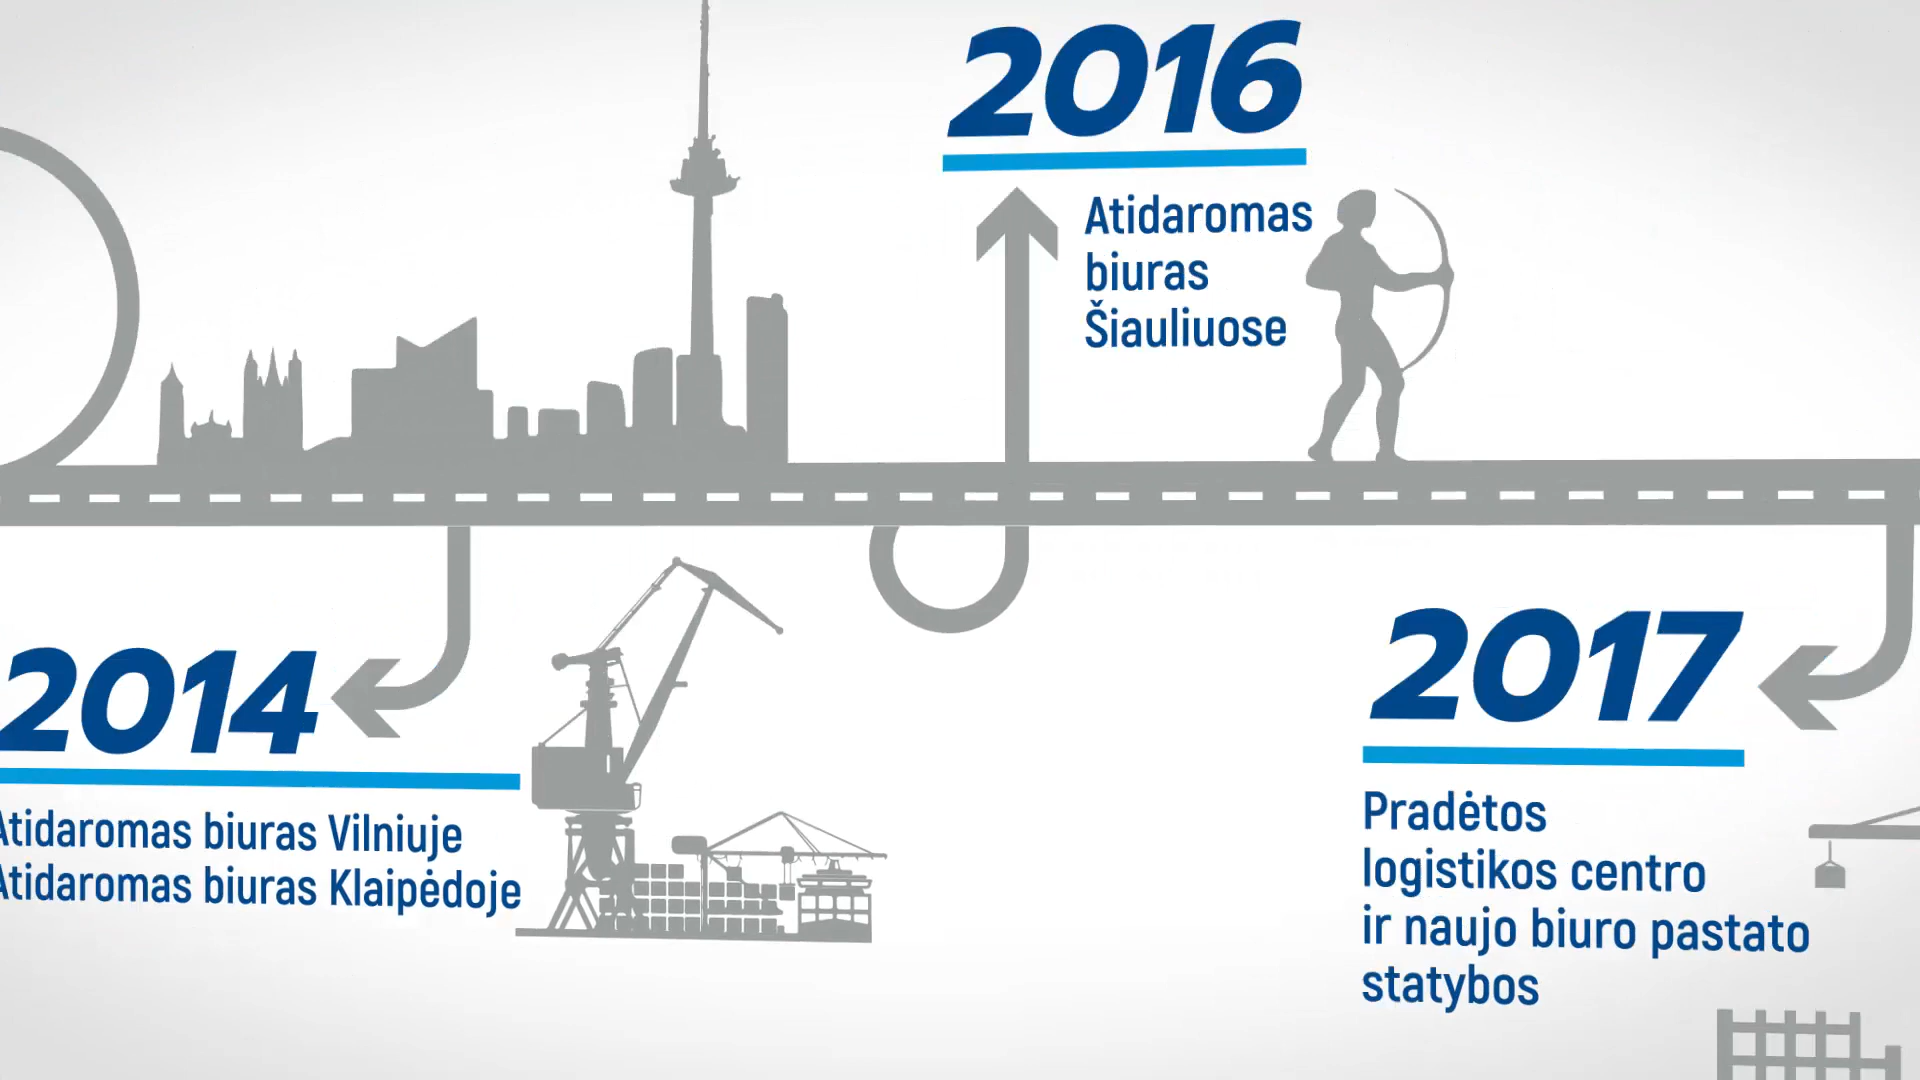 2016
Atidaromas
biuras
Šiauliuose
2014
Atidaromas biuras Vilniuje
Atidaromas biuras Klaipėdoje
2017
Pradėtos
logistikos centro
ir naujo biuro pastato
statybos